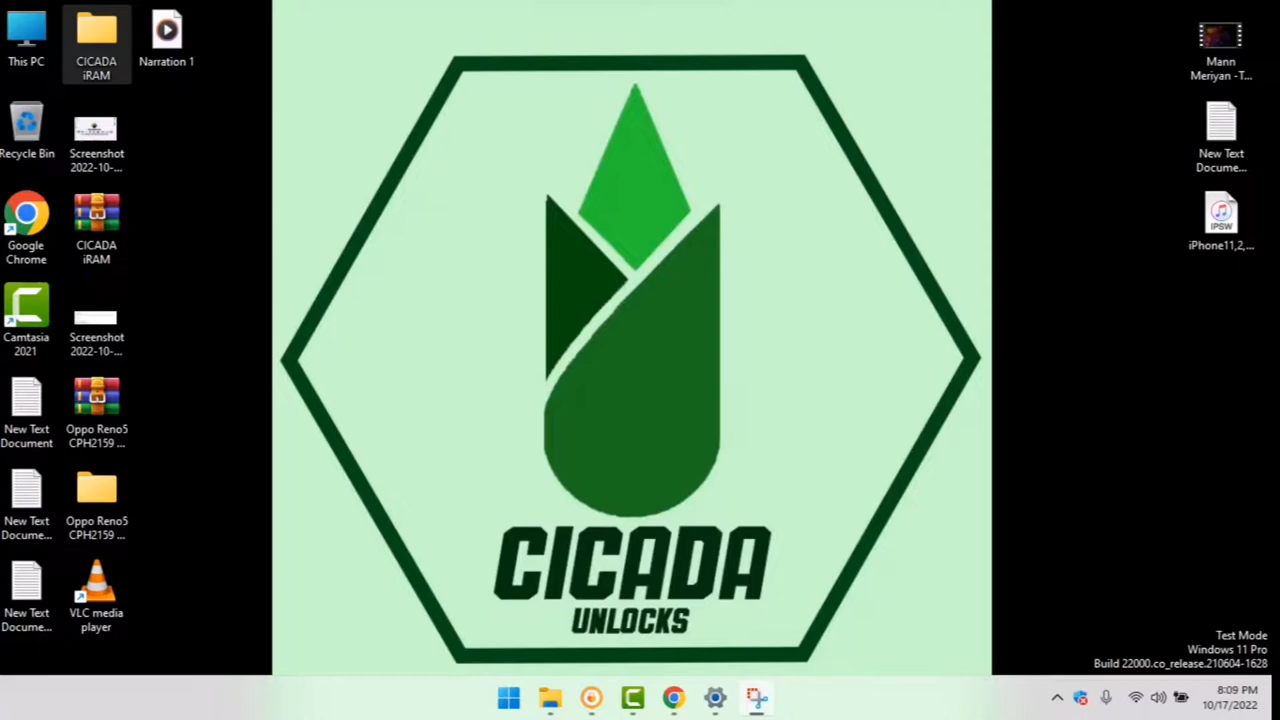 This PC
CICADA
iRAM
Narration 1
Recycle Bin
Screenshot
2022-10-...
Google
Chrome
CICADA
iRAM
Camtasia
2021
Screenshot
2022-10-...
New Text
Document
Oppo Reno5
CPH2159 ...
New Text
Docume...
Oppo Reno5
CPH2159 ...
New Text
Docume...
VLC media
player
CICADA
UNLOCKS
Mann
Meriyan -T...
New Text
Docume...
IPSW
iPhone11,2,...
Test Mode
Windows 11 Pro
Build 22000.co_release.210604-1628
8:09 PM
10/17/2022